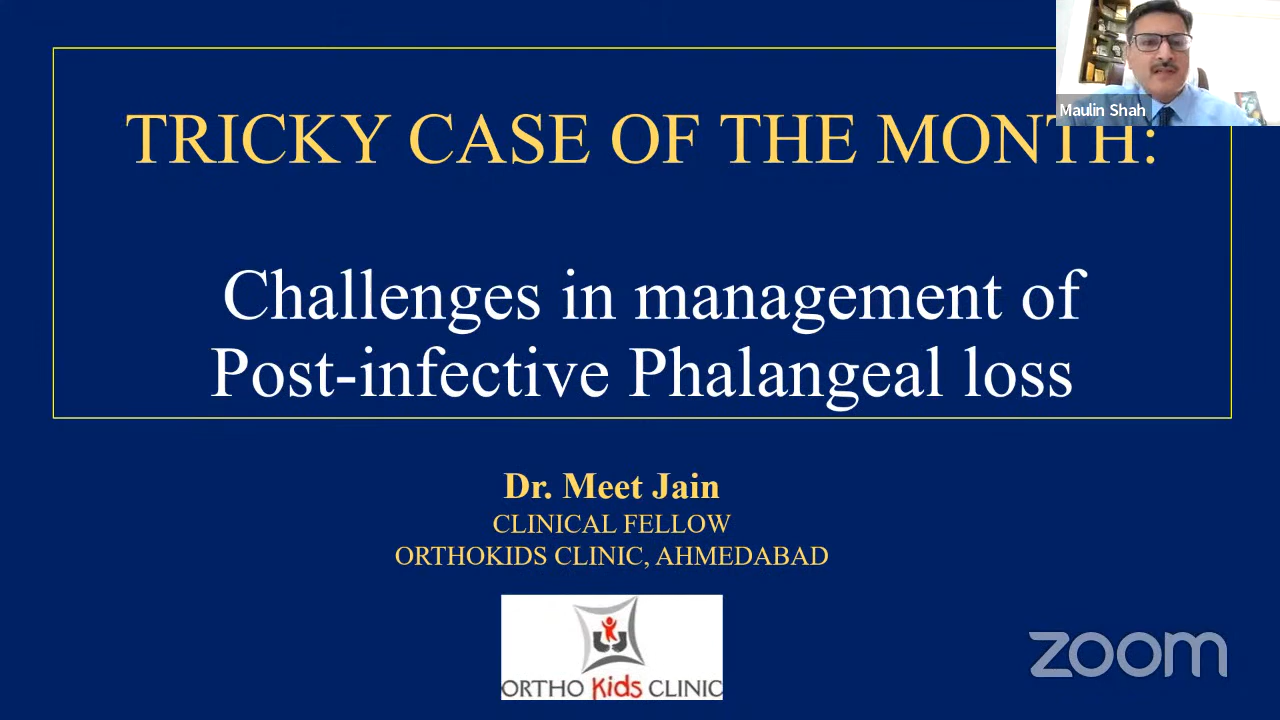 Maulin Shah
TRICKY CASE OF THE MONTH:
Challenges in management of
Post-infective Phalangeal loss
Dr. Meet Jain
CLINICAL FELLOW
ORTHOKIDS CLINIC, AHMEDABAD
ORTHO Kids CLINIC
zoom